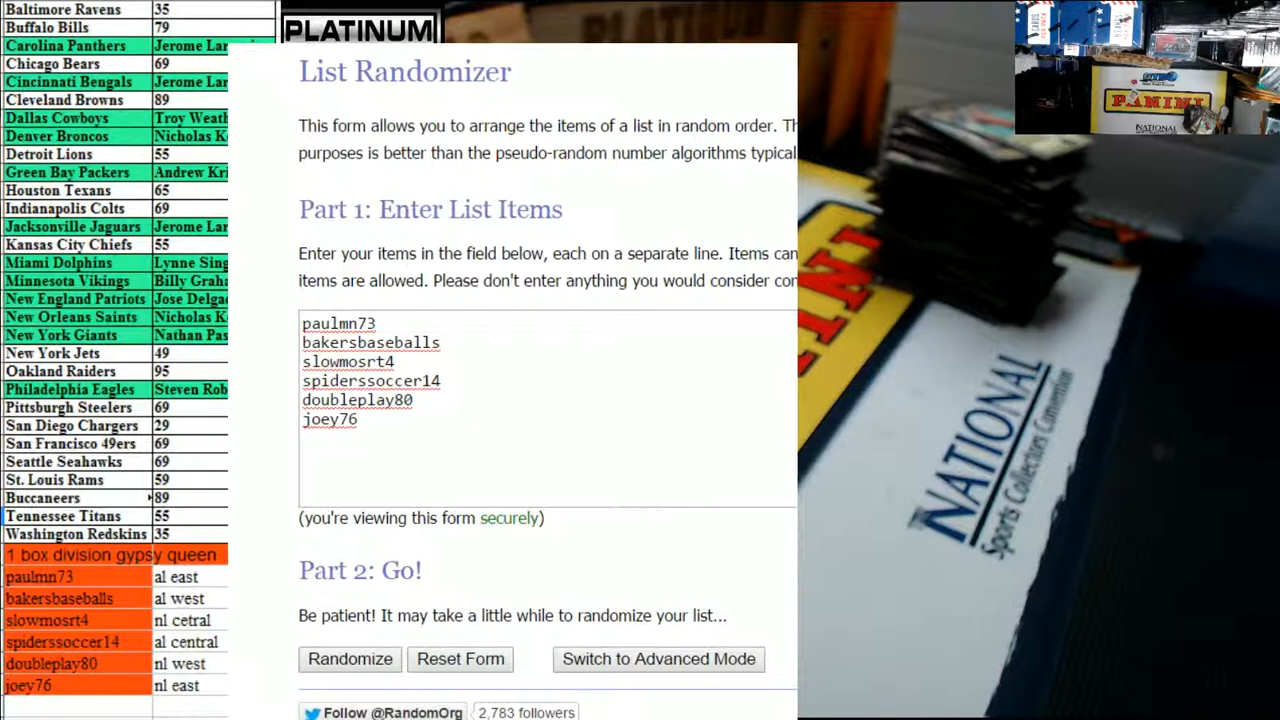 Baltimore Ravens 35
Buffalo Bills 79
Carolina Panthers Jerome Lar
Chicago Bears 69
Cincinnati Bengals Jerome Lar
Cleveland Browns 89
Dallas Cowboys Troy Weath
Denver Broncos Nicholas K
Detroit Lions 55
Green Bay Packers Andrew Kri
Houston Texans 65
Indianapolis Colts 69
Jacksonville Jaguars Jerome Lar
Kansas City Chiefs 55
Miami Dolphins Lynne Sing
Minnesota Vikings Billy Graha
New England Patriots Jose Delga
New Orleans Saints Nicholas K
New York Giants Nathan Pas
New York Jets 49
Oakland Raiders 95
Philadelphia Eagles Steven Rob
Pittsburgh Steelers 69
San Diego Chargers 29
San Francisco 49ers 69
Seattle Seahawks 69
St. Louis Rams 59
Buccaneers 89
Tennessee Titans 55
Washington Redskins 35
1 box division gypsy queen
paulmn73 al east
bakersbaseballs al west
slowmosrt4 nl cetral
spiderssoccer14 al central
doubleplay80 nl west
joey76 nl east
PLATINUM
List Randomizer
This form allows you to arrange the items of a list in random order. Th
purposes is better than the pseudo-random number algorithms typical
Part 1: Enter List Items
Enter your items in the field below, each on a separate line. Items can
items are allowed. Please don't enter anything you would consider con
paulmn73
bakersbaseballs
slowmosrt4
spiderssoccer14
doubleplay80
joey76
(you're viewing this form securely)
Part 2: Go!
Be patient! It may take a little while to randomize your list...
Randomize Reset Form Switch to Advanced Mode
Follow @RandomOrg 2,783 followers
PANINI
NATIONAL
INI
NATIONAL
Sports Collectors Convention